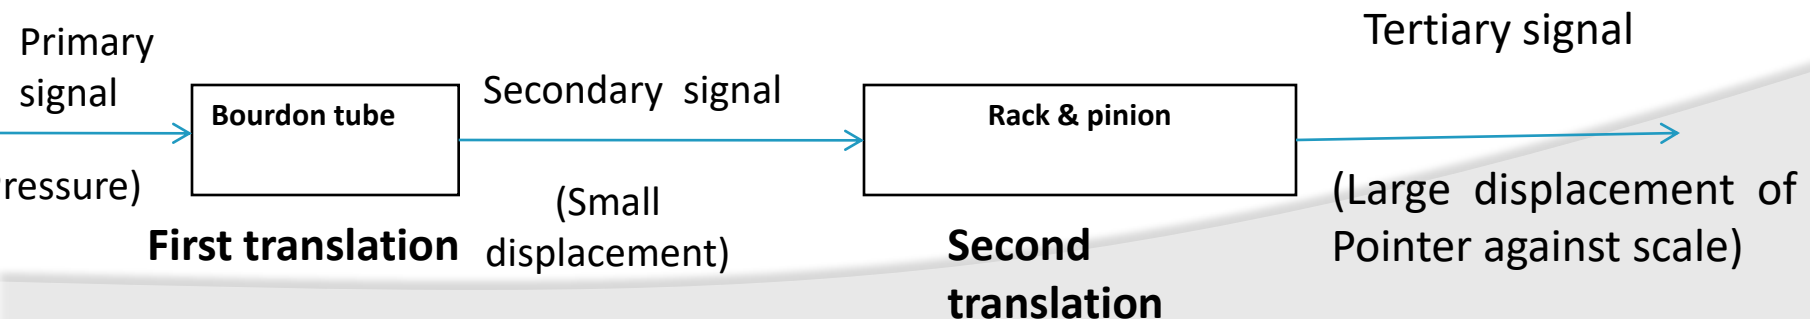 Primary
signal
ressure)
Bourdon tube
First translation
Secondary signal
(Small
displacement)
Rack & pinion
Second
translation
Tertiary signal
(Large displacement of
Pointer against scale)